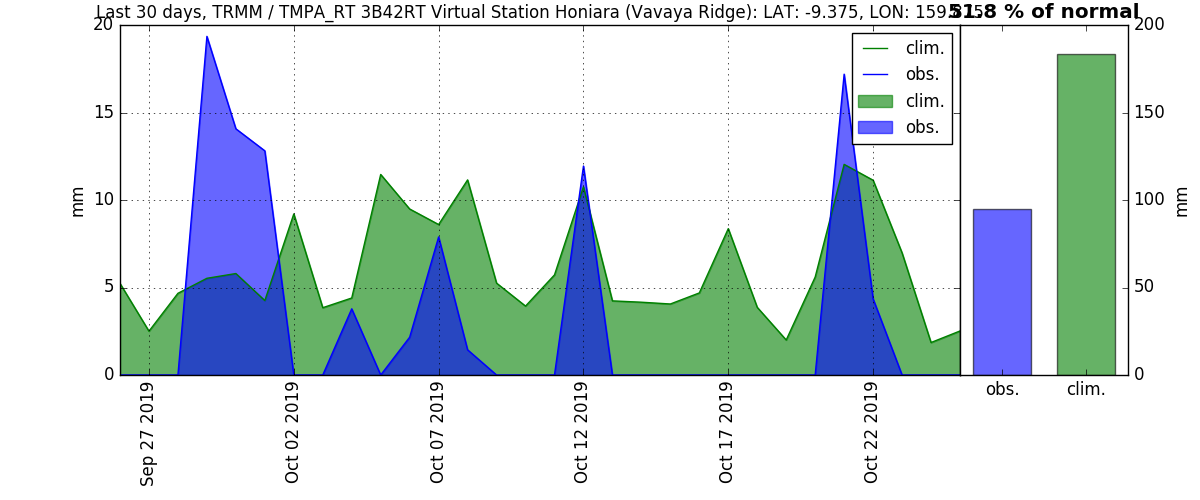 Last 30 days, TRMM / TMPA_RT 3B42RT Virtual Station Honiara (Vavaya Ridge): LAT: -9.375, LON:
51.8 % of normal
20
15
10
5
0
mm
clim.
obs.
clim.
obs.
200
150
100
50
0
mm
obs.
clim.
Sep 27 2019
Oct 02 2019
Oct 07 2019
Oct 12 2019
Oct 17 2019
Oct 22 2019